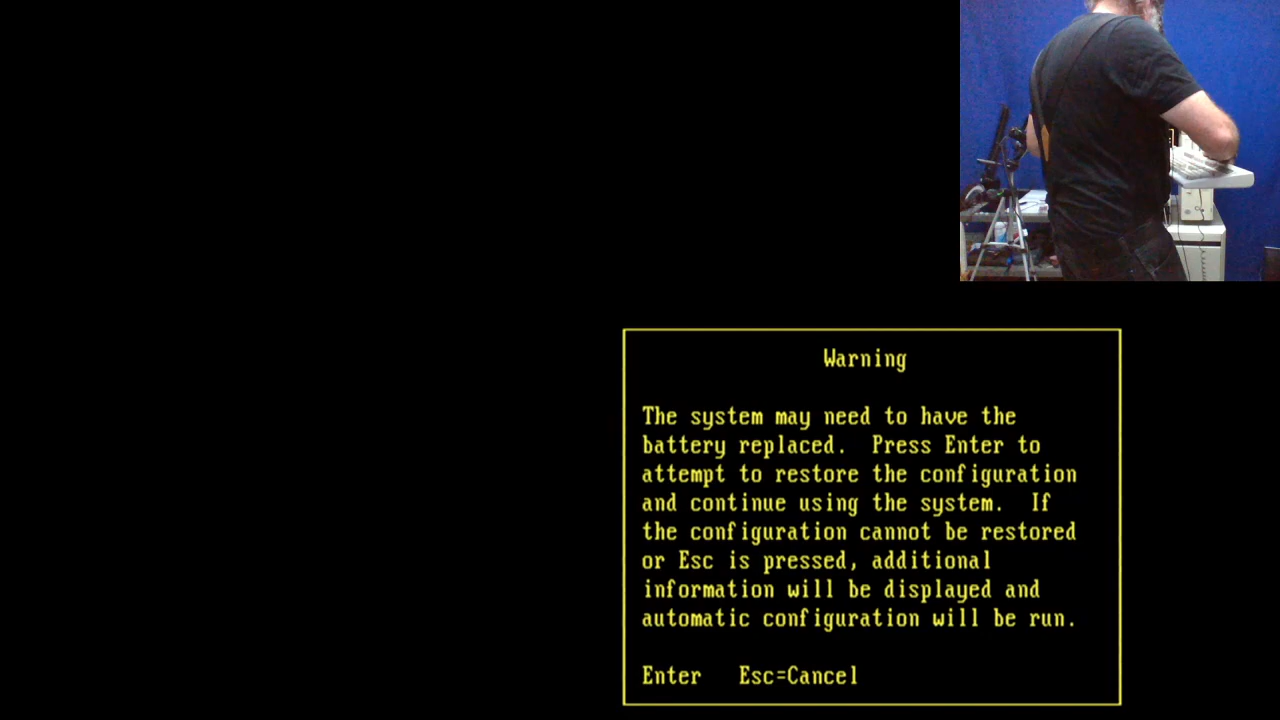 Warning
The system may need to have the
battery replaced.  Press Enter to
attempt to restore the configuration
and continue using the system.  If
the configuration cannot be restored
or Esc is pressed, additional
information will be displayed and
automatic configuration will be run.
Enter   Esc=Cancel